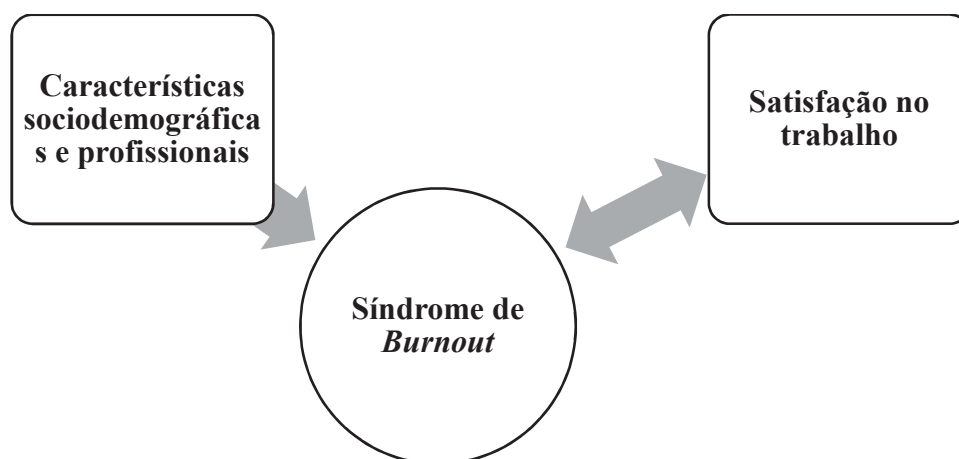 Características
sociodemográfica
s e profissionais
Satisfação no
trabalho
Síndrome de
Burnout